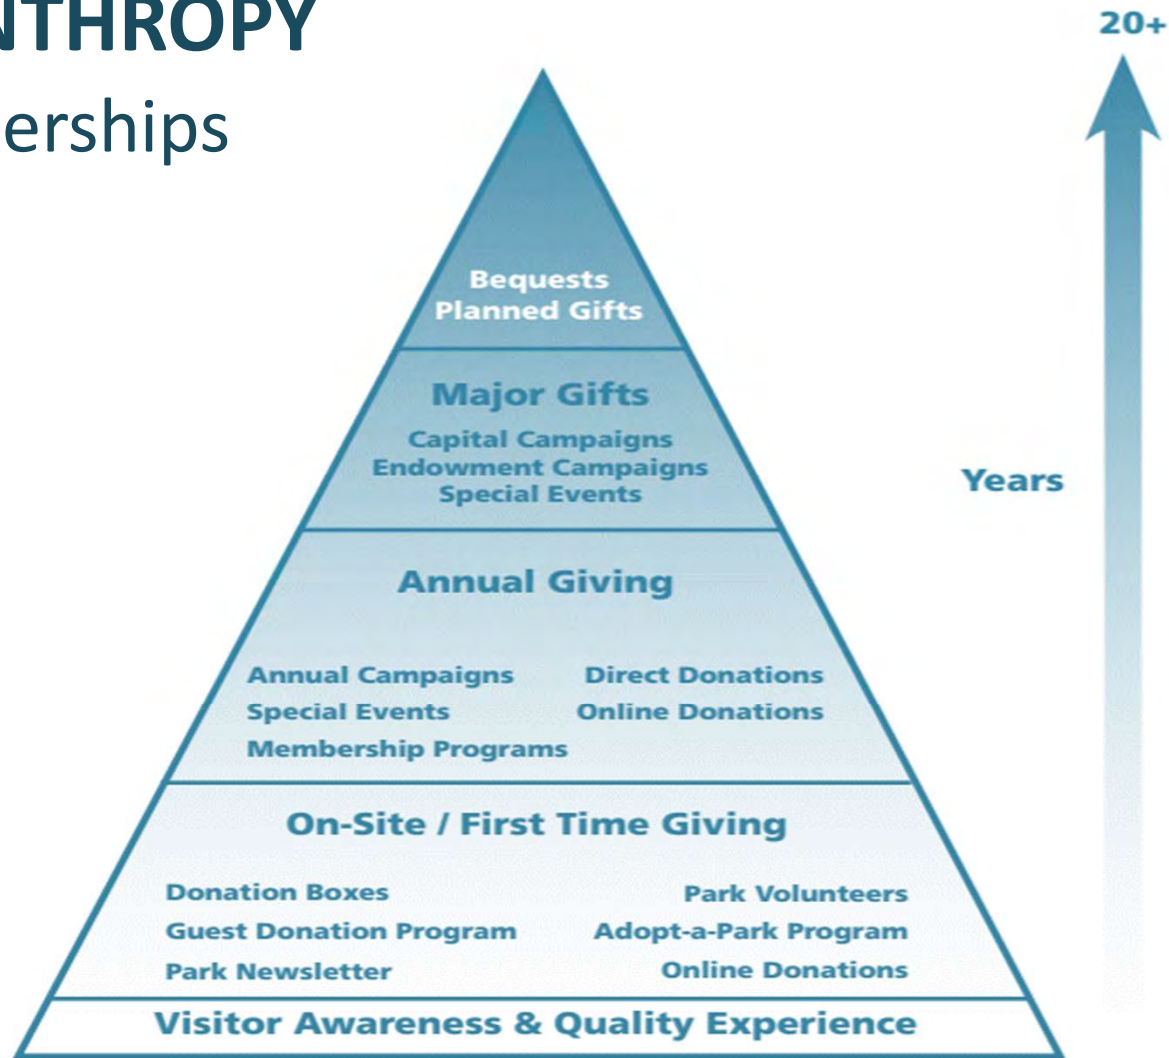 NTHROPY
erships
20+
Bequests
Planned Gifts
Major Gifts
Capital Campaigns
Endowment Campaigns
Special Events
Years
Annual Giving
Annual Campaigns Direct Donations
Special Events Online Donations
Membership Programs
On-Site / First Time Giving
Donation Boxes Park Volunteers
Guest Donation Program Adopt-a-Park Program
Park Newsletter Online Donations
Visitor Awareness & Quality Experience